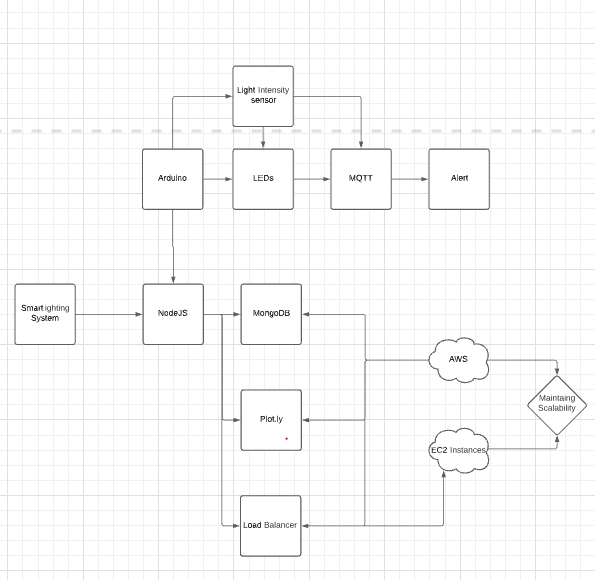 Light Intensity
sensor
Arduino
LEDs
MQTT
Alert
Smart ighting
System
NodeJS
MongoDB
AWS
Maintaing
Scalability
Plot.ly
EC2 Instances
Load Balancer